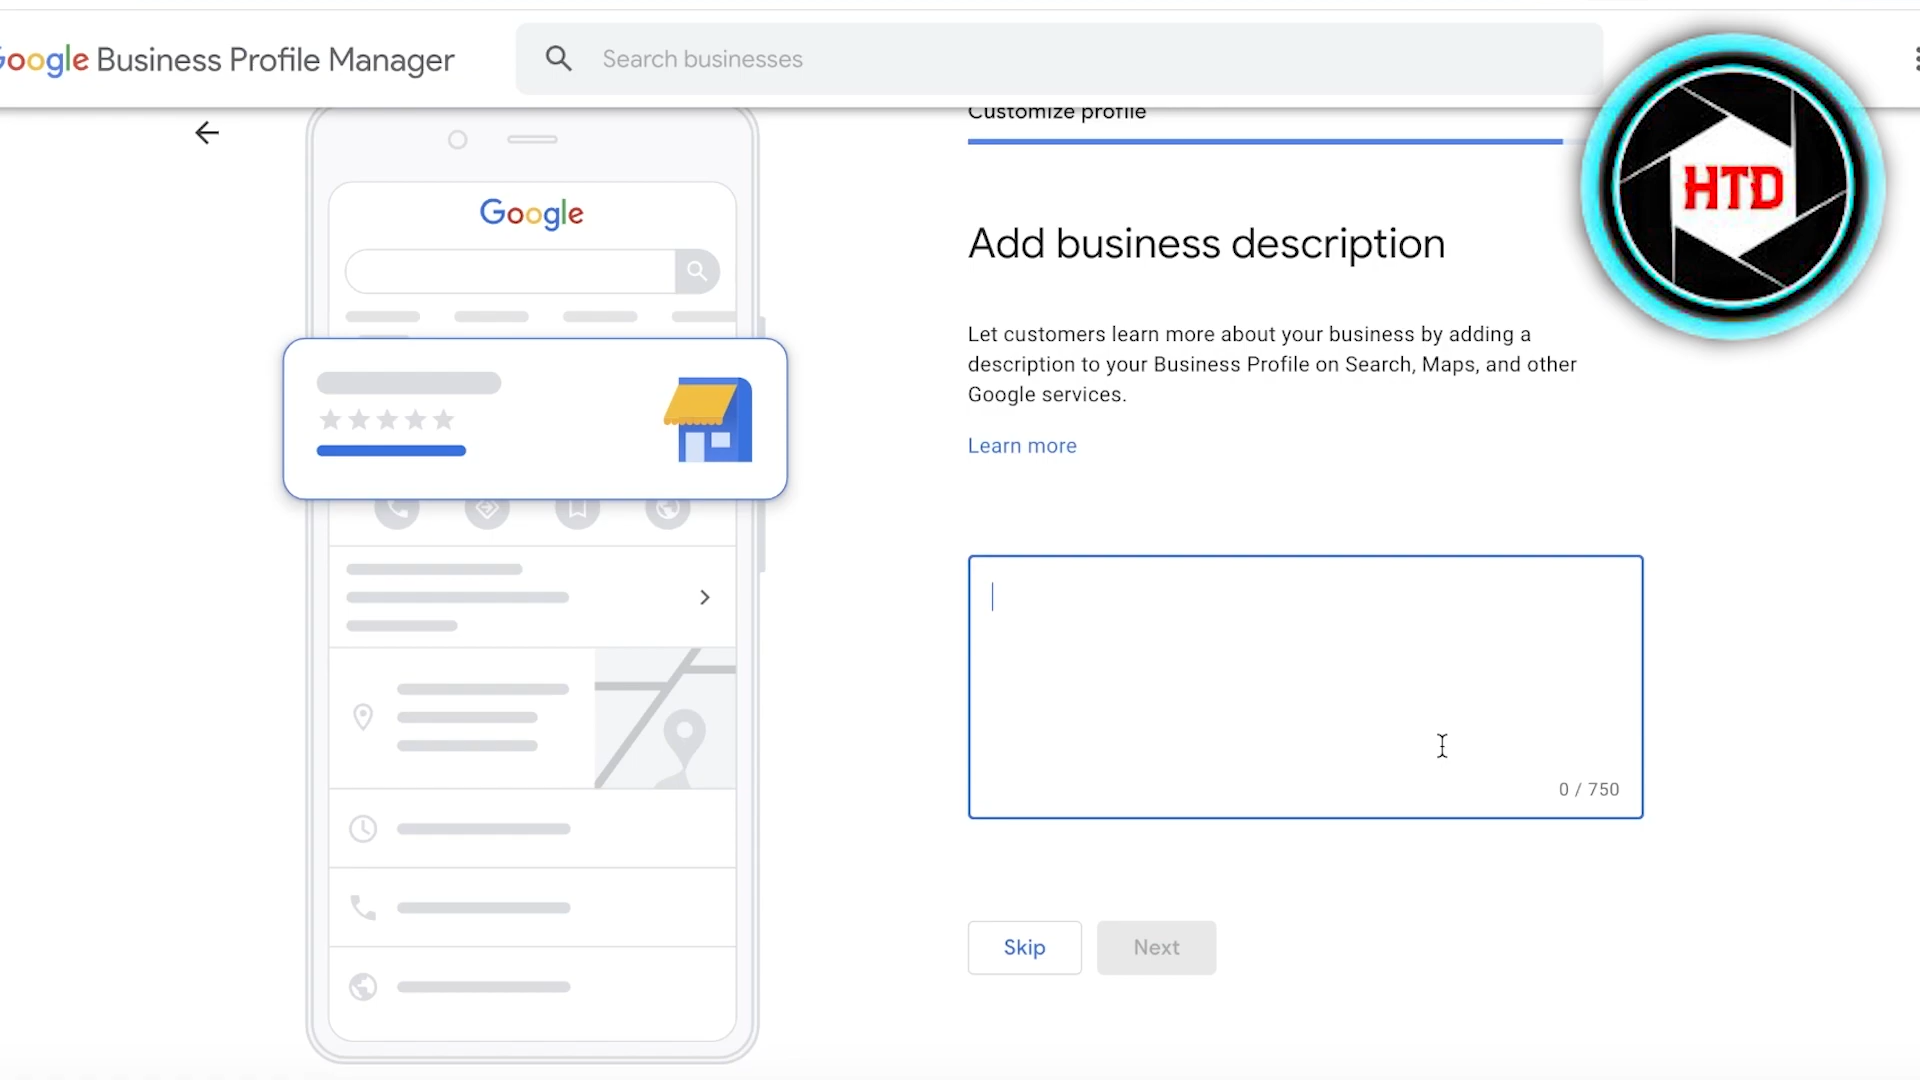 Google Business Profile Manager
Search businesses
Customize profile
HTD
Google
Add business description
Let customers learn more about your business by adding a
description to your Business Profile on Search, Maps, and other
Google services.
Learn more
0 / 750
Skip
Next